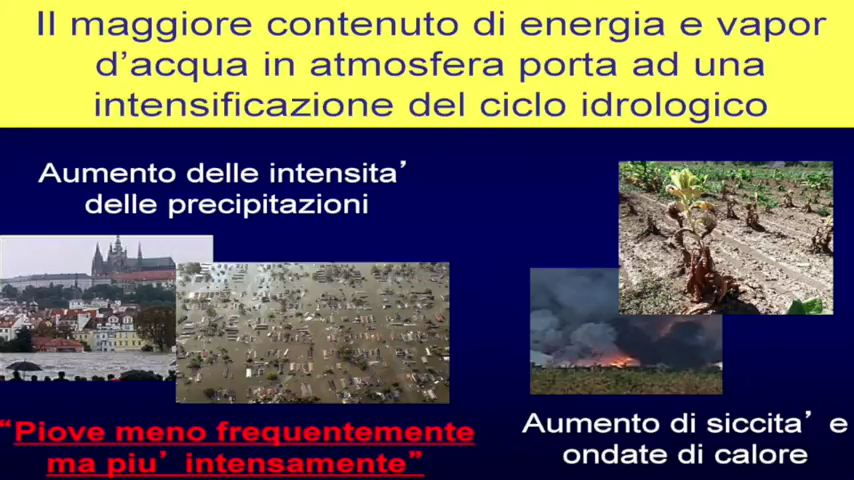 Il maggiore contenuto di energia e vapor
d’acqua in atmosfera porta ad una
intensificazione del ciclo idrologico
Aumento delle intensita’
delle precipitazioni
“Piove meno frequentemente
ma piu’ intensamente”
Aumento di siccita’ e
ondate di calore